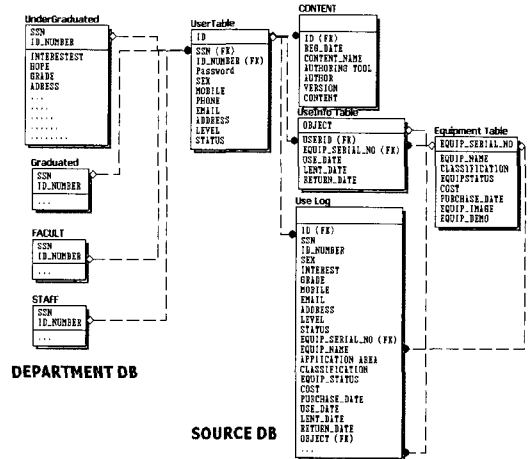 UnderGraduated
SSN
ID_NUMBER
INTERESTEST
HOPE
GRADE
ADRESS
...
....
.....
......
.......
........
Graduated
SSN
ID_NUMBER
...
FACULT
SSN
ID_NUMBER
...
STAFF
SSN
ID_NUMBER
...
DEPARTMENT DB
UserTable
ID
SSN (FK)
ID_NUMBER (FK)
Password
SEX
MOBILE
PHONE
EMAIL
ADDRESS
LEVEL
STATUS
CONTENT
ID (FK)
REG_DATE
CONTENT_NAME
AUTHORING TOOL
AUTHOR
VERSION
CONTENT
UseInfo Table
OBJECT
USERID (FK)
EQUIP_SERIAL_NO (FK)
USE_DATE
LENT_DATE
RETURN_DATE
Equipment Table
EQUIP_SERIAL_NO
EQUIP_NAME
CLASSIFICATION
EQUIPSTATUS
COST
PURCHASE_DATE
EQUIP_IMAGE
EQUIP_DEMO
Use Log
ID (FK)
SSN
ID_NUMBER
SEX
INTEREST
GRADE
MOBILE
EMAIL
ADDRESS
LEVEL
STATUS
EQUIP_SERIAL_NO (FK)
EQUIP_NAME
APPLICATION AREA
CLASSIFICATION
EQUIP_STATUS
COST
PURCHASE_DATE
USE_DATE
LENT_DATE
RETURN_DATE
OBJECT (FK)
...
SOURCE DB